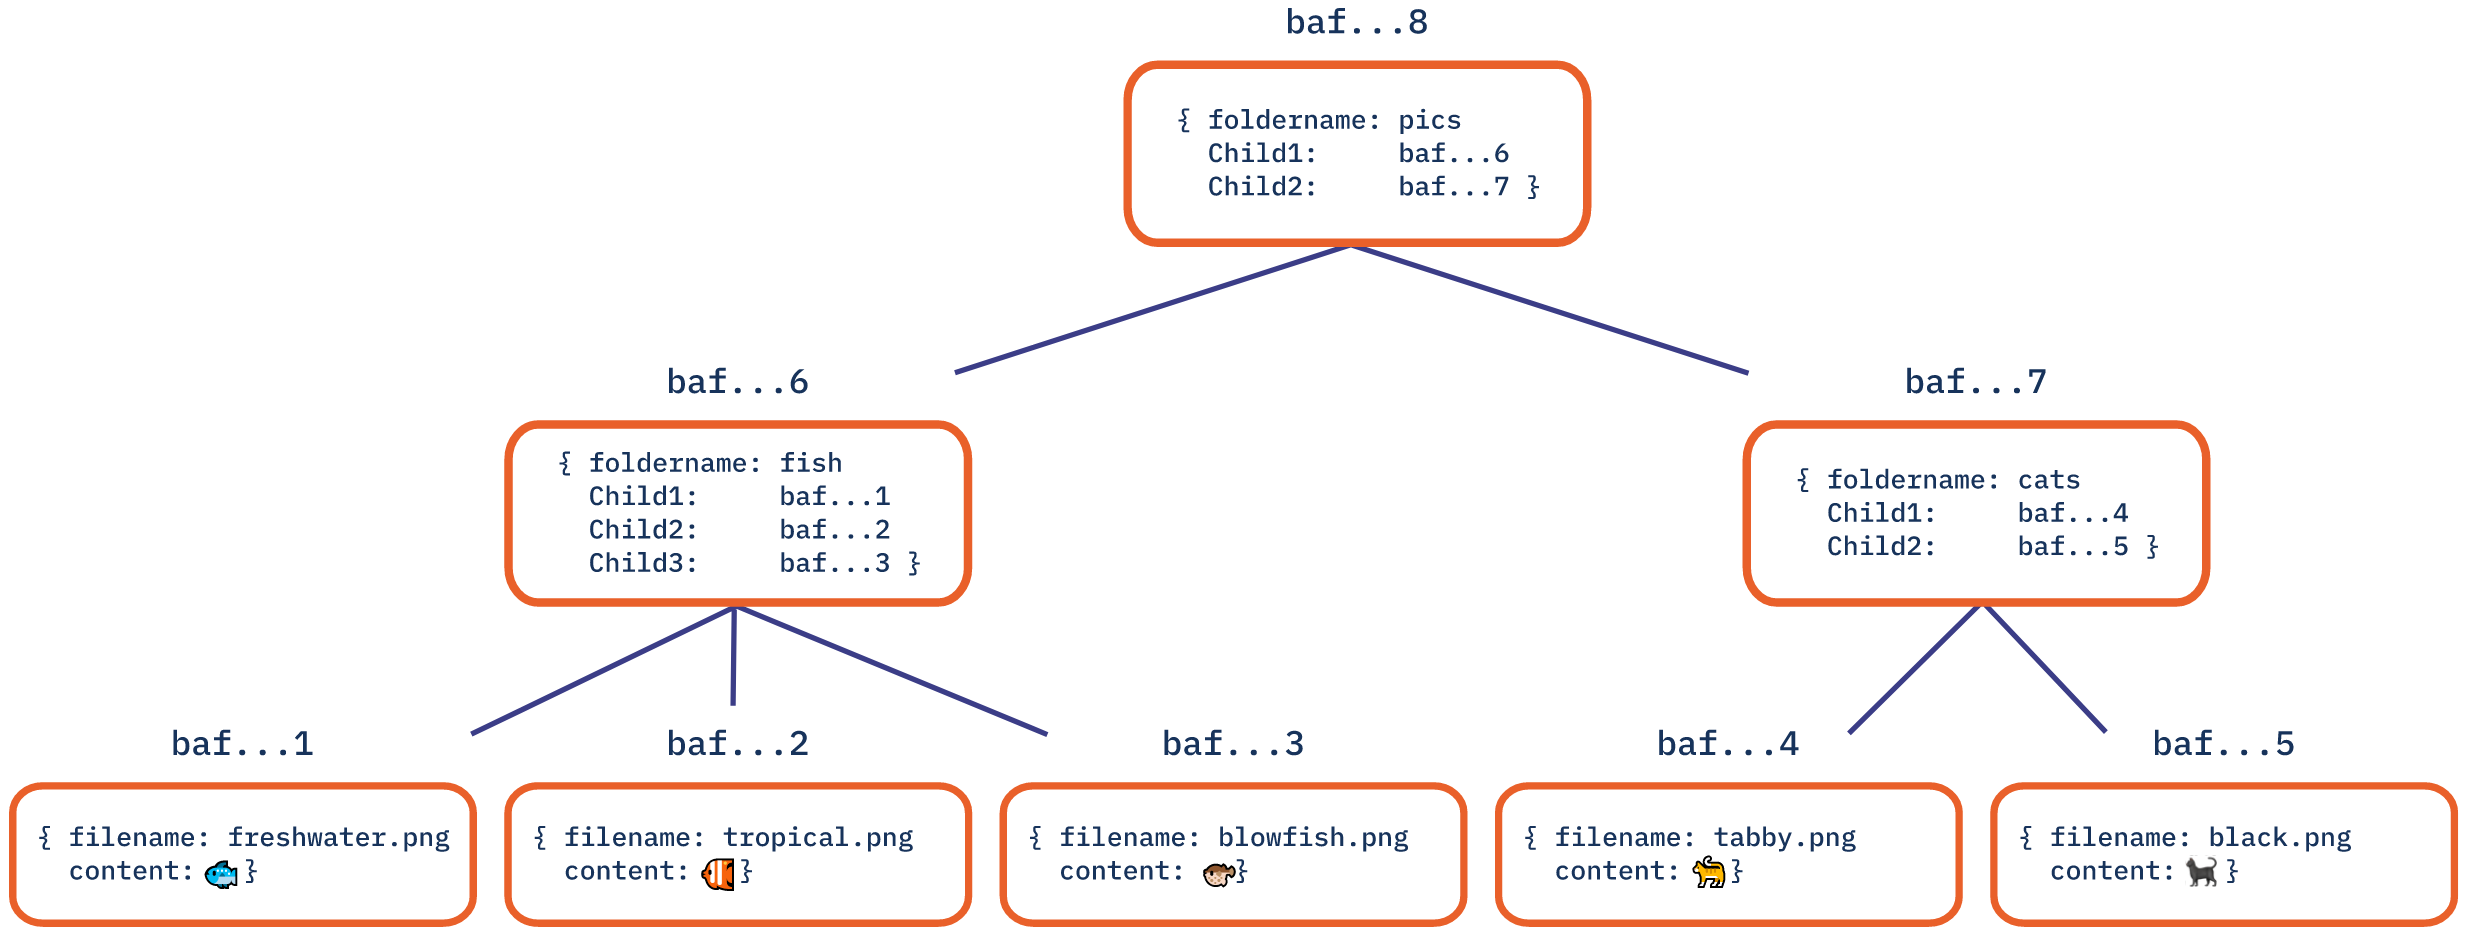 baf...8
{ foldername: pics
Child1: baf...6
Child2: baf...7 }
baf...6
{ foldername: fish
Child1: baf...1
Child2: baf...2
Child3: baf...3 }
baf...7
{ foldername: cats
Child1: baf...4
Child2: baf...5 }
baf...1
{ filename: freshwater.png
content: }
baf...2
{ filename: tropical.png
content: }
baf...3
{ filename: blowfish.png
content: }
baf...4
{ filename: tabby.png
content: }
baf...5
{ filename: black.png
content: }